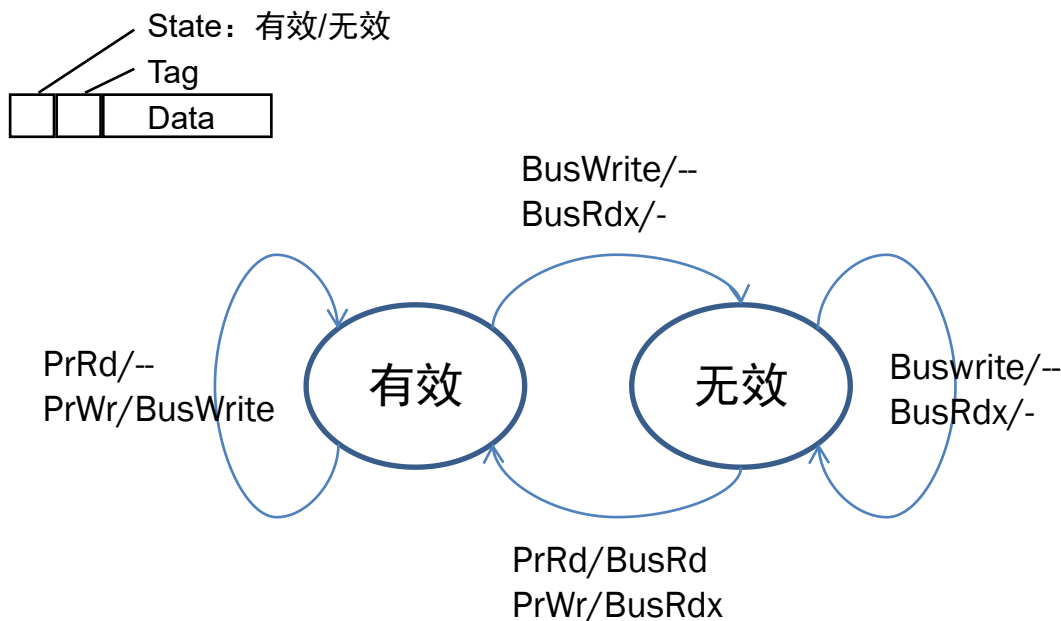 State：有效/无效
Tag
Data
BusWrite/--
BusRdx/-
PrRd/--
PrWr/BusWrite
有效
无效
Buswrite/--
BusRdx/-
PrRd/BusRd
PrWr/BusRdx